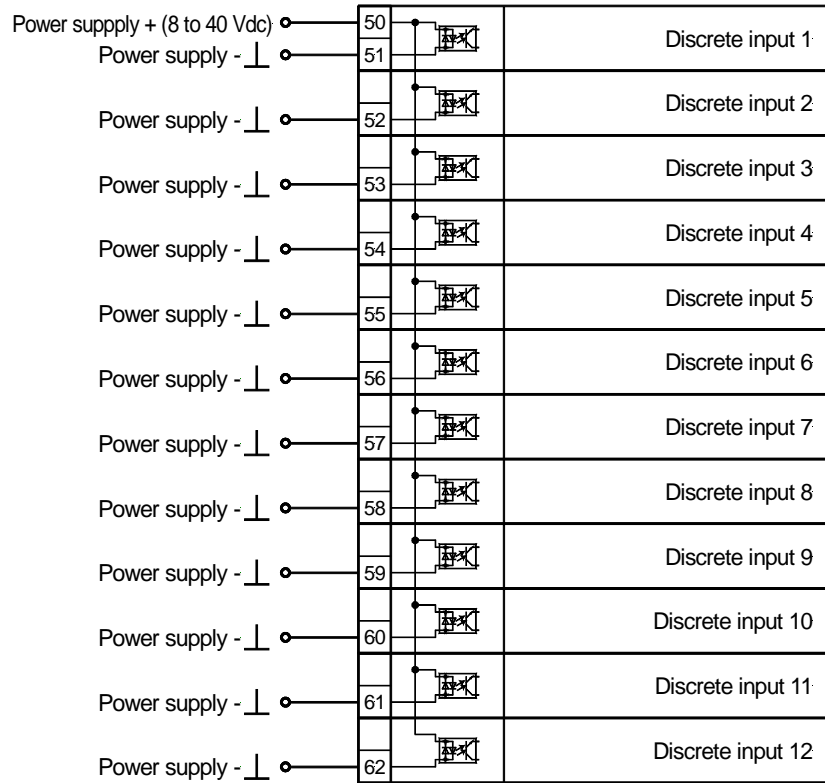 Power suppply + (8 to 40 Vdc) 50
Power supply - 51 Discrete input 1
Power supply - 52 Discrete input 2
Power supply - 53 Discrete input 3
Power supply - 54 Discrete input 4
Power supply - 55 Discrete input 5
Power supply - 56 Discrete input 6
Power supply - 57 Discrete input 7
Power supply - 58 Discrete input 8
Power supply - 59 Discrete input 9
Power supply - 60 Discrete input 10
Power supply - 61 Discrete input 11
Power supply - 62 Discrete input 12